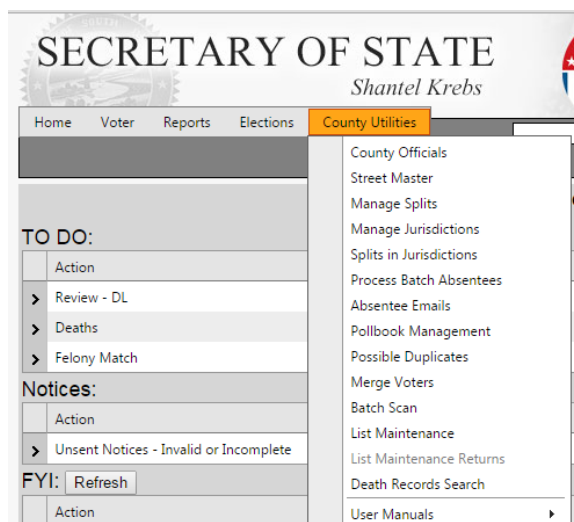 SOUTH
SECRETARY OF STATE
Shantel Krebs
Home Voter Reports Elections County Utilities
County Officials
Street Master
Manage Splits
Manage Jurisdictions
Splits in Jurisdictions
Process Batch Absentees
Absentee Emails
Pollbook Management
Possible Duplicates
Merge Voters
Batch Scan
List Maintenance
List Maintenance Returns
Death Records Search
User Manuals
TO DO:
Action
Review - DL
Deaths
Felony Match
Notices:
Action
Unsent Notices - Invalid or Incomplete
FYI: Refresh
Action